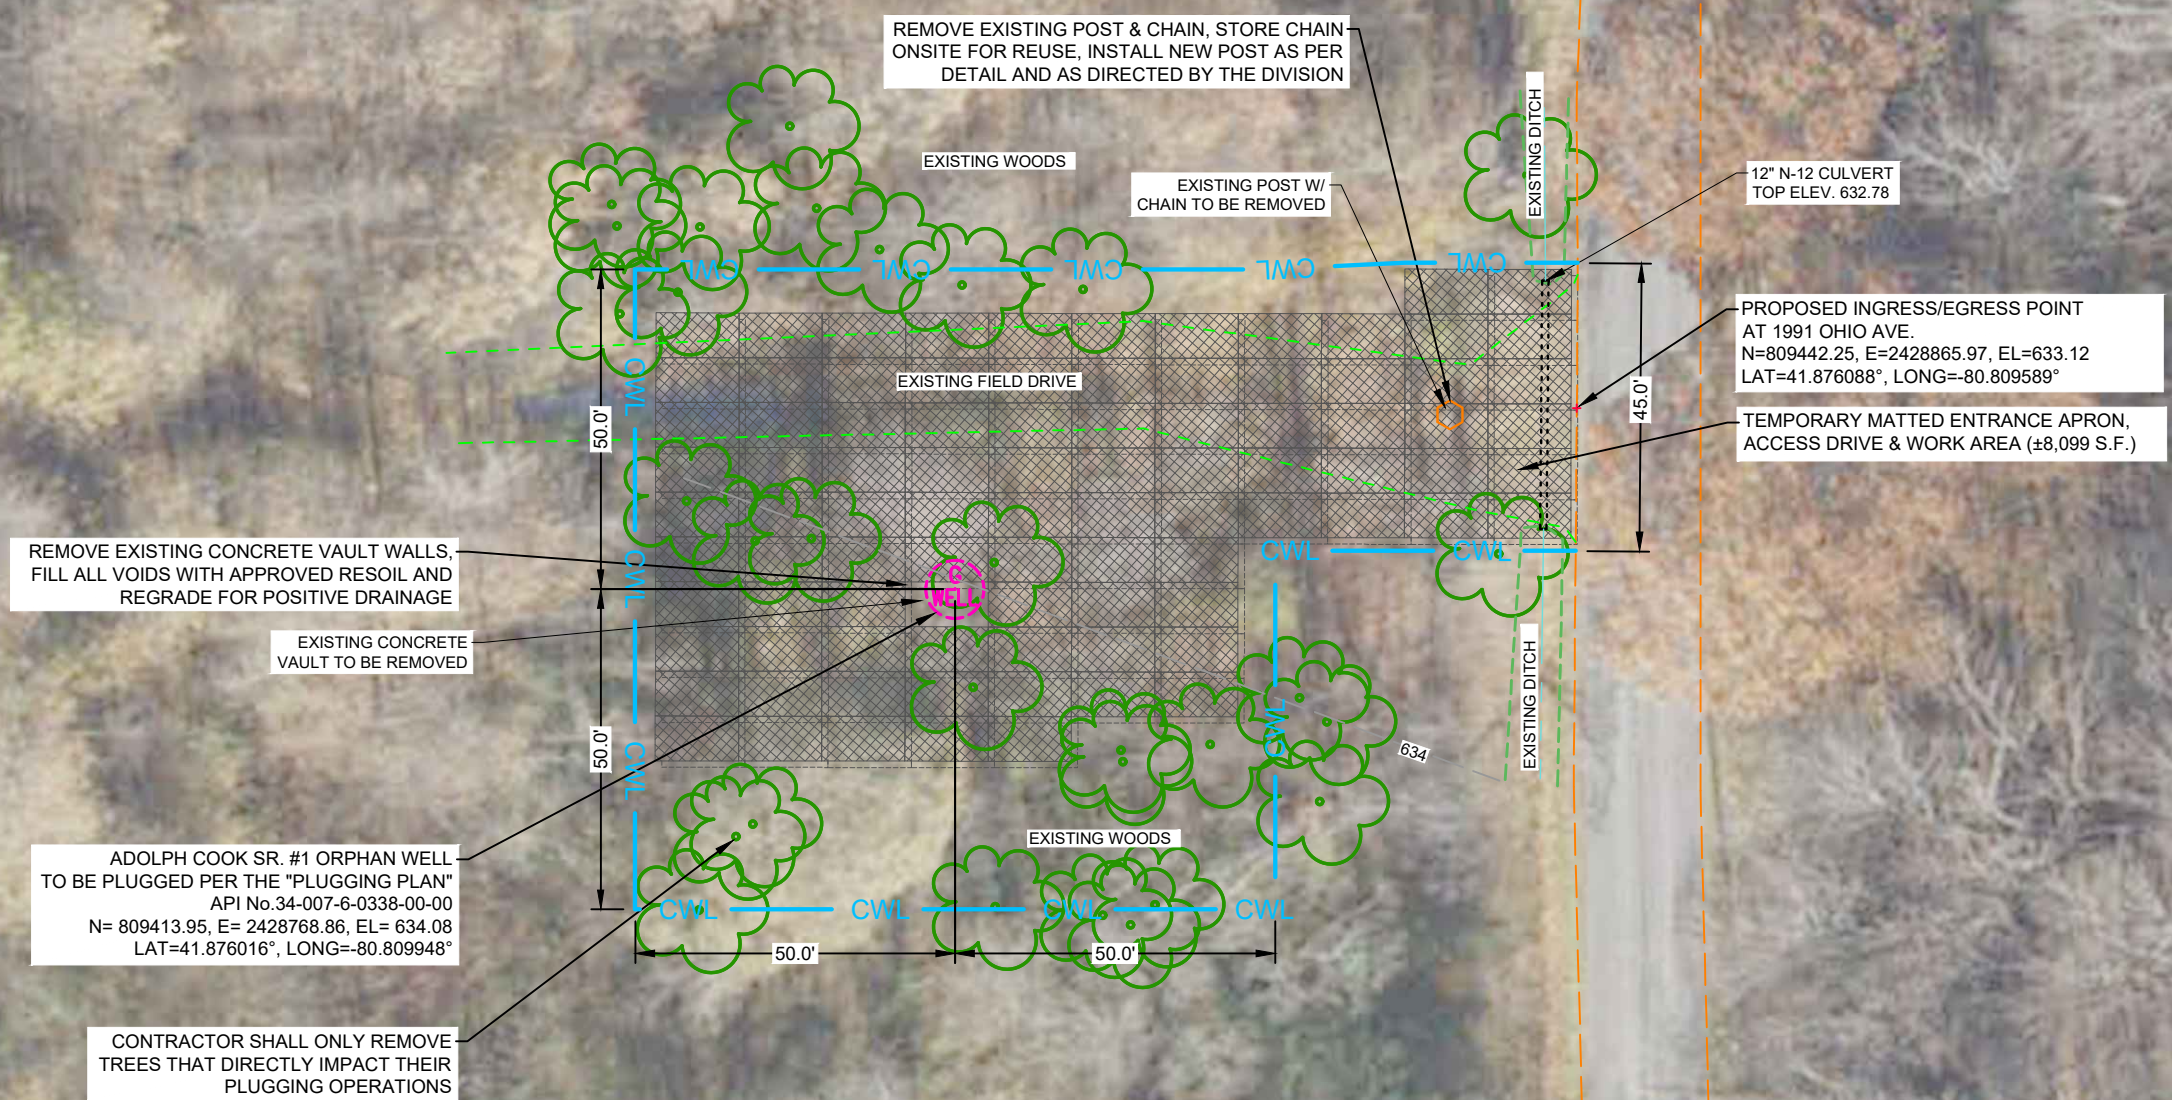 REMOVE EXISTING POST & CHAIN, STORE CHAIN
ONSITE FOR REUSE, INSTALL NEW POST AS PER
DETAIL AND AS DIRECTED BY THE DIVISION
EXISTING WOODS
EXISTING POST W/
CHAIN TO BE REMOVED
EXISTING DITCH
12" N-12 CULVERT
TOP ELEV. 632.78
CWL
CWL
CWL
CWL
CWL
PROPOSED INGRESS/EGRESS POINT
AT 1991 OHIO AVE.
N=809442.25, E=2428865.97, EL=633.12
LAT=41.876088°, LONG=-80.809589°
CWL
EXISTING FIELD DRIVE
45.0'
50.0'
TEMPORARY MATTED ENTRANCE APRON,
ACCESS DRIVE & WORK AREA (±8,099 S.F.)
REMOVE EXISTING CONCRETE VAULT WALLS,
FILL ALL VOIDS WITH APPROVED RESOIL AND
REGRADE FOR POSITIVE DRAINAGE
CWL
CWL
CWL
G
WELL
EXISTING CONCRETE
VAULT TO BE REMOVED
EXISTING DITCH
CWL
50.0'
CWL
634
EXISTING WOODS
ADOLPH COOK SR. #1 ORPHAN WELL
TO BE PLUGGED PER THE "PLUGGING PLAN"
API No.34-007-6-0338-00-00
N= 809413.95, E= 2428768.86, EL= 634.08
LAT=41.876016°, LONG=-80.809948°
CWL
CWL
CWL
CWL
50.0'
50.0'
CONTRACTOR SHALL ONLY REMOVE
TREES THAT DIRECTLY IMPACT THEIR
PLUGGING OPERATIONS